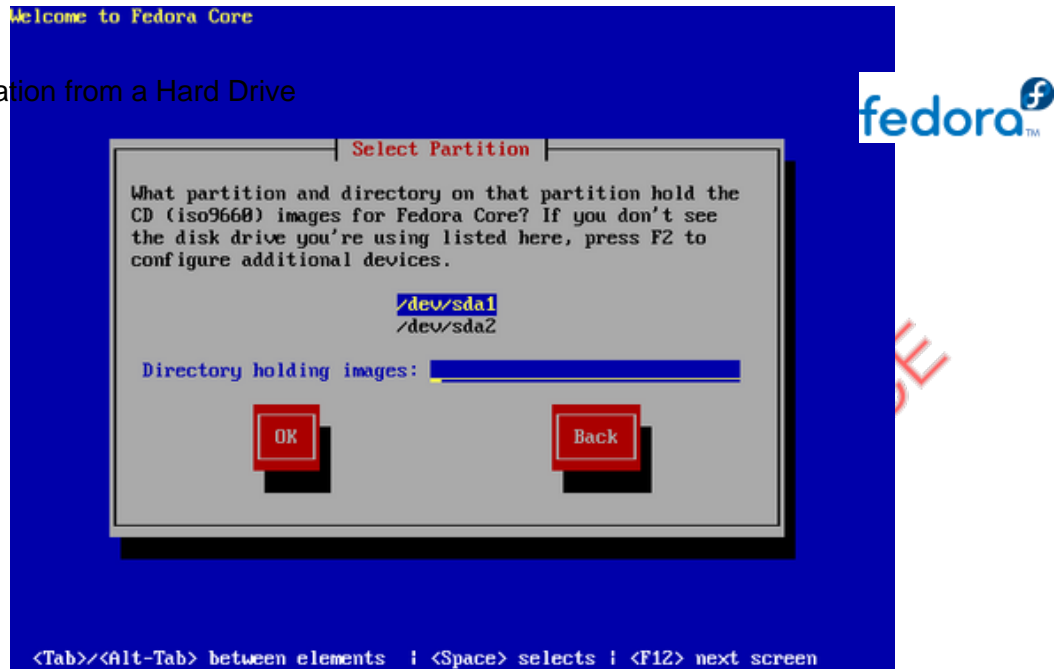 Welcome to Fedora Core
ation from a Hard Drive
fedora
TM
Select Partition
What partition and directory on that partition hold the
CD (iso9660) images for Fedora Core? If you don't see
the disk drive you're using listed here, press F2 to
configure additional devices.
/dev/sda1
/dev/sda2
Directory holding images:
OK Back
<Tab>/<Alt-Tab> between elements | <Space> selects | <F12> next screen